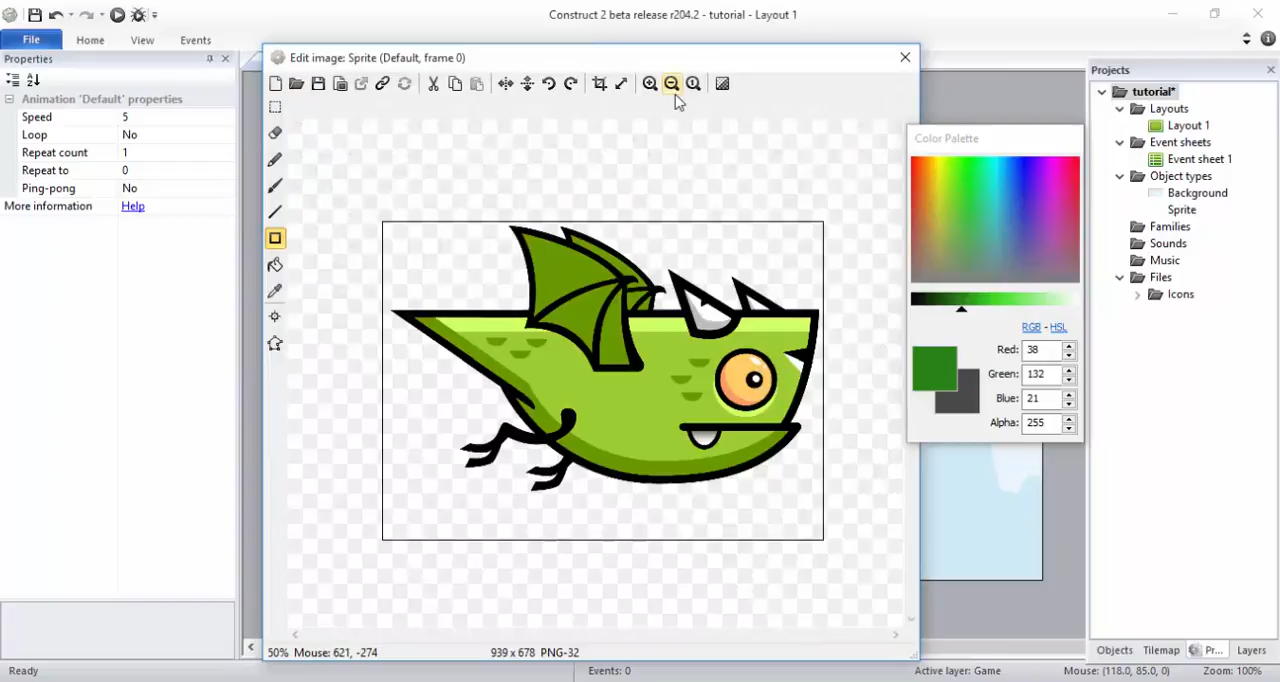 Construct 2 beta release r204.2 - tutorial - Layout 1
File Home View Events
Properties
Animation 'Default' properties
Speed 5
Loop No
Repeat count 1
Repeat to 0
Ping-pong No
More information Help
Edit image: Sprite (Default, frame 0)
50% Mouse: 621, -274 939 x 678 PNG-32
Color Palette
RGB - HSL
Red: 38
Green: 132
Blue: 21
Alpha: 255
Projects
tutorial*
Layouts
Layout 1
Event sheets
Event sheet 1
Object types
Background
Sprite
Families
Sounds
Music
Files
Icons
Objects Tilemap Pr... Layers
Ready Events: 0 Active layer: Game Mouse: (118.0, 85.0, 0) Zoom: 100%